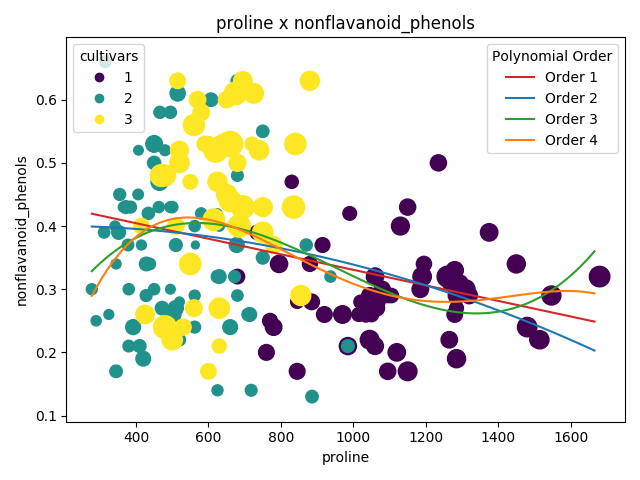 proline x nonflavanoid_phenols
cultivars
1
2
3
Polynomial Order
Order 1
Order 2
Order 3
Order 4
nonflavanoid_phenols
0.6
0.5
0.4
0.3
0.2
0.1
400 600 800 1000 1200 1400 1600
proline